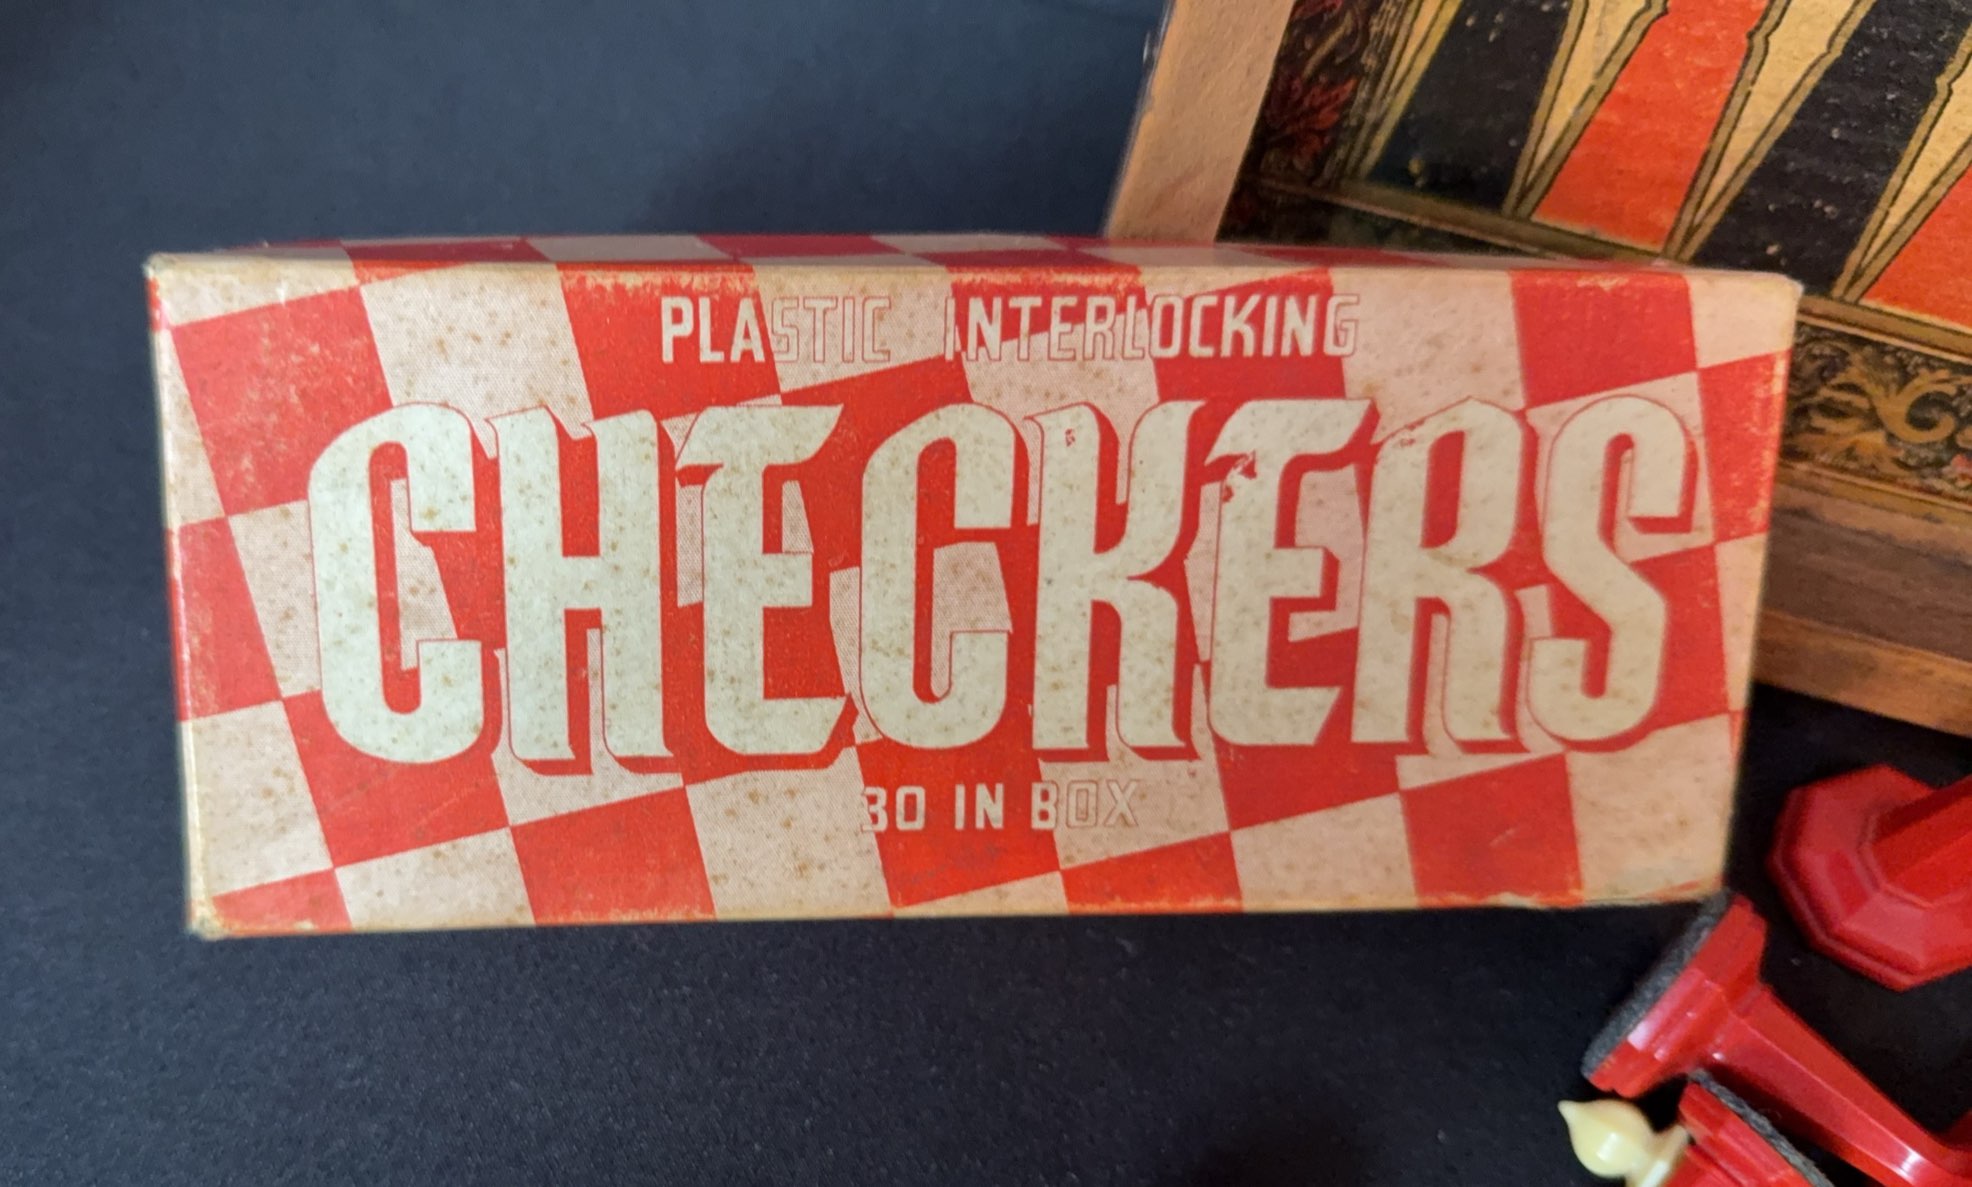 PLASTIC INTERLOCKING
CHECKERS
30 IN BOX